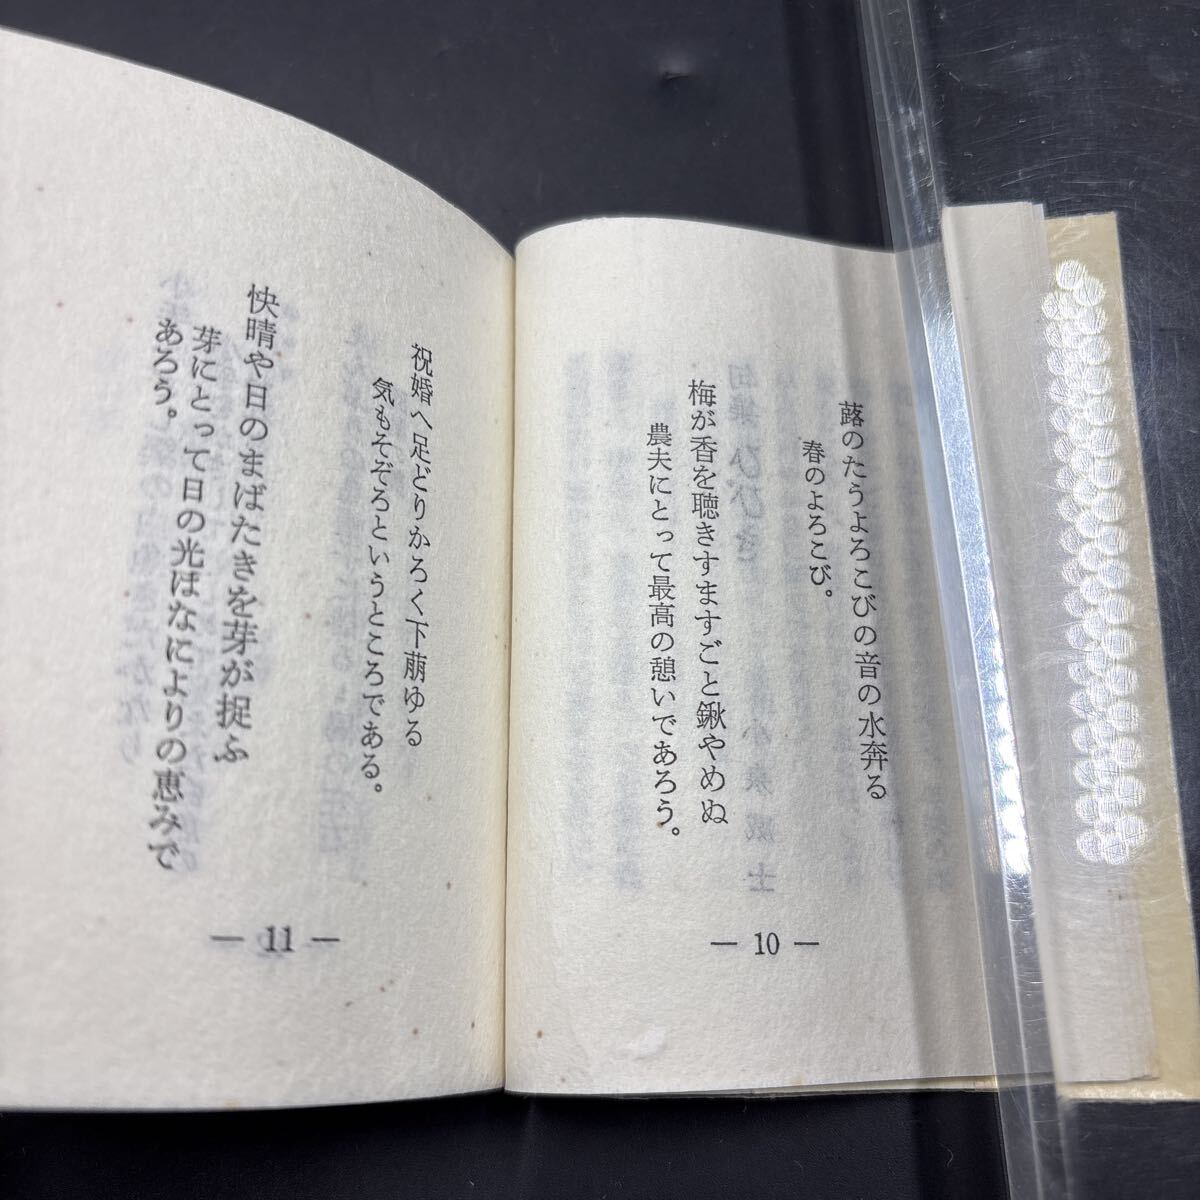 蕗のたうよろこびの音の水奔る
春のよろこび。
梅が香を聴きすますごと鍬やめぬ
農夫にとって最高の憩いであろう。
— 10 —
祝婚へ足どりかろく下萠ゆる
気もそぞろというところである。
快晴や日のまばたきを芽が捉ふ
芽にとって日の光ほなによりの恵みで
あろう。
— 11 —